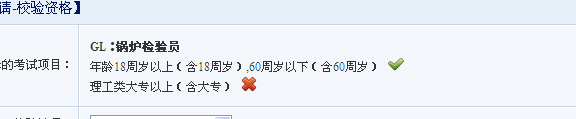 请-校验资格】
GL：锅炉检验员
的考试项目：
年龄18周岁以上（含18周岁）,60周岁以下（含60周岁）
理工类大专以上（含大专）